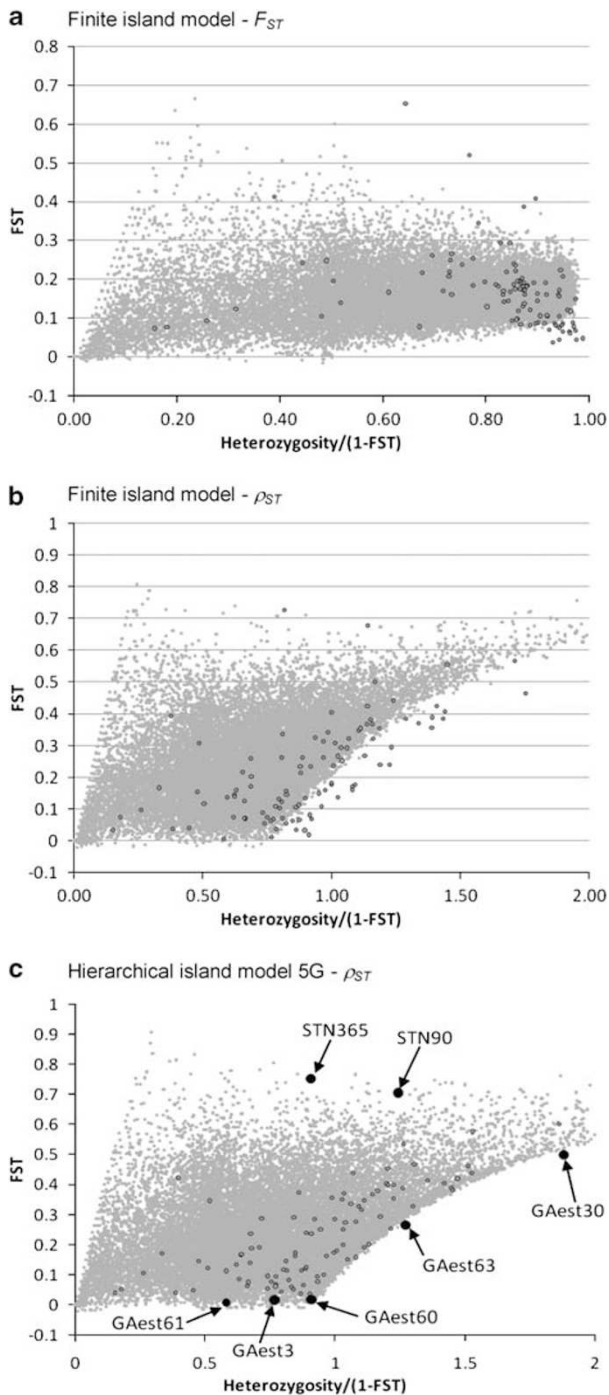 a Finite island model - FST
0.8
0.7
0.6
0.5
0.4
0.3
0.2
0.1
0
-0.1
FST
0.00 0.20 0.40 0.60 0.80 1.00
Heterozygosity/(1-FST)
b Finite island model - ρST
1
0.9
0.8
0.7
0.6
0.5
0.4
0.3
0.2
0.1
0
-0.1
FST
0.00 0.50 1.00 1.50 2.00
Heterozygosity/(1-FST)
c Hierarchical island model 5G - ρST
1
0.9
0.8
0.7
0.6
0.5
0.4
0.3
0.2
0.1
0
-0.1
FST
STN365 STN90
GAest30
GAest63
GAest61 GAest60
GAest3
0 0.5 1 1.5 2
Heterozygosity/(1-FST)